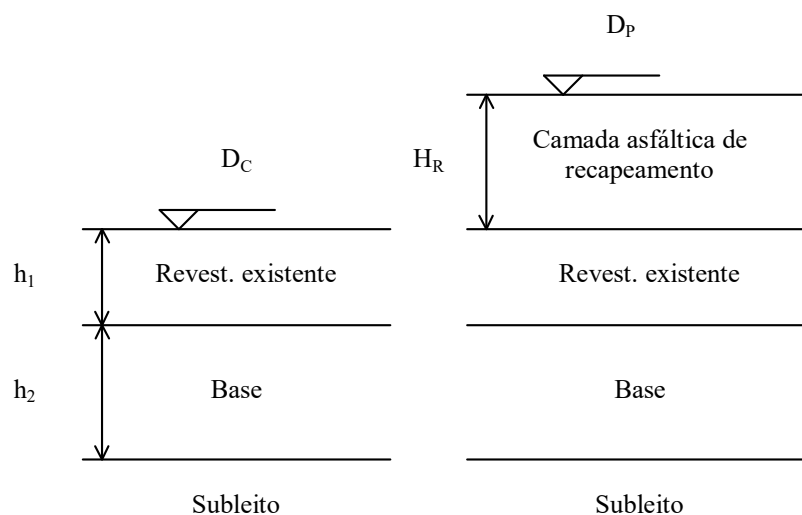 D_P
Camada asfáltica de
recapeamento
H_R
D_C
h_1
Revest. existente
Revest. existente
h_2
Base
Base
Subleito
Subleito